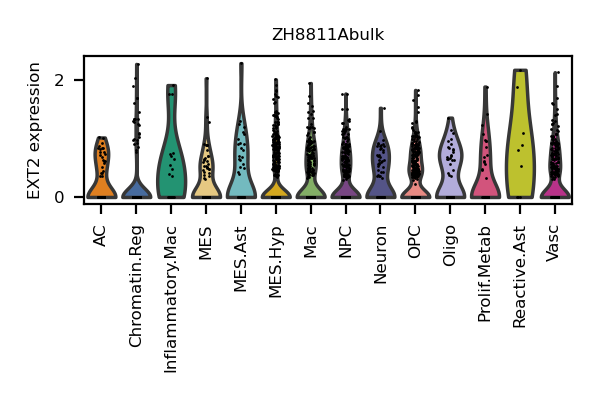 ZH8811Abulk
EXT2 expression
2
0
AC
Chromatin.Reg
Inflammatory.Mac
MES
MES.Ast
MES.Hyp
Mac
NPC
Neuron
OPC
Oligo
Prolif.Metab
Reactive.Ast
Vasc